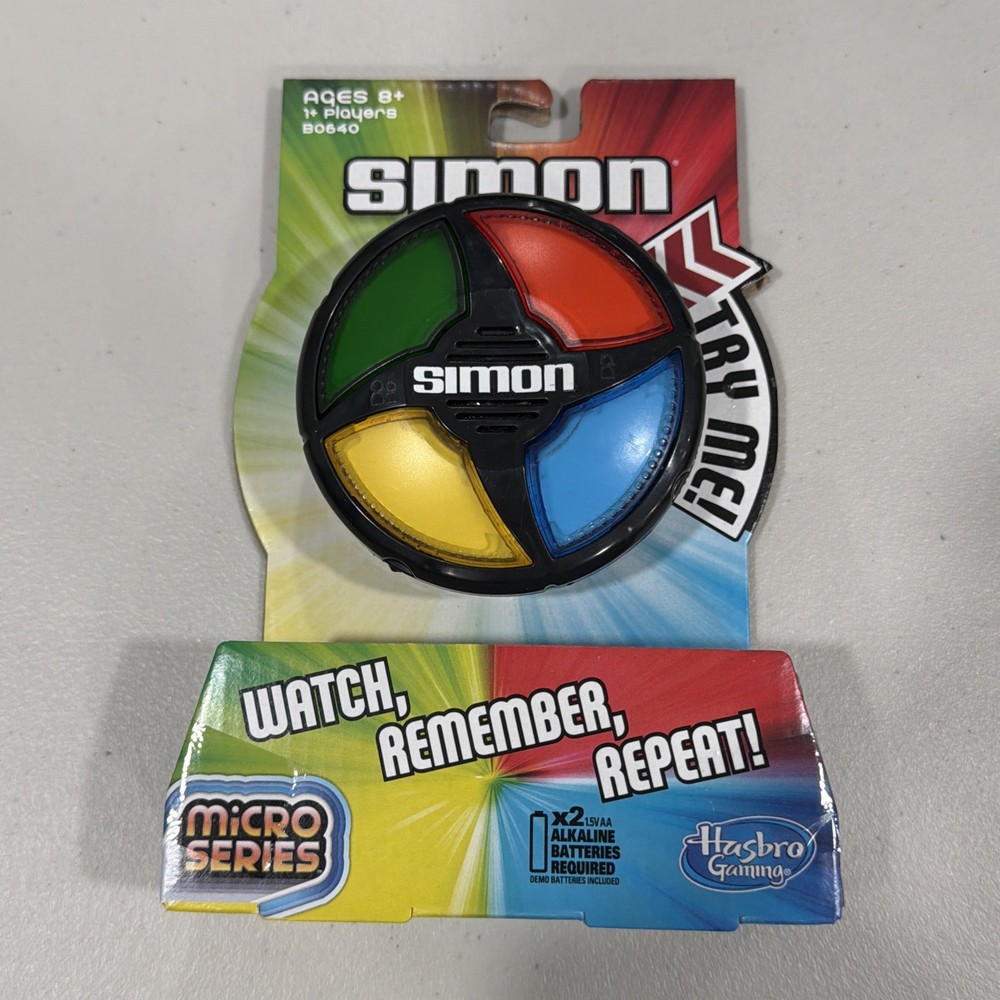 AGES 8+
1+ Players
B0640
SIMON
TRY ME!
SIMON
WATCH,
REMEMBER,
REPEAT!
MICRO
SERIES
x2 1.5V AA
ALKALINE
BATTERIES
REQUIRED
DEMO BATTERIES INCLUDED
Hasbro
Gaming®